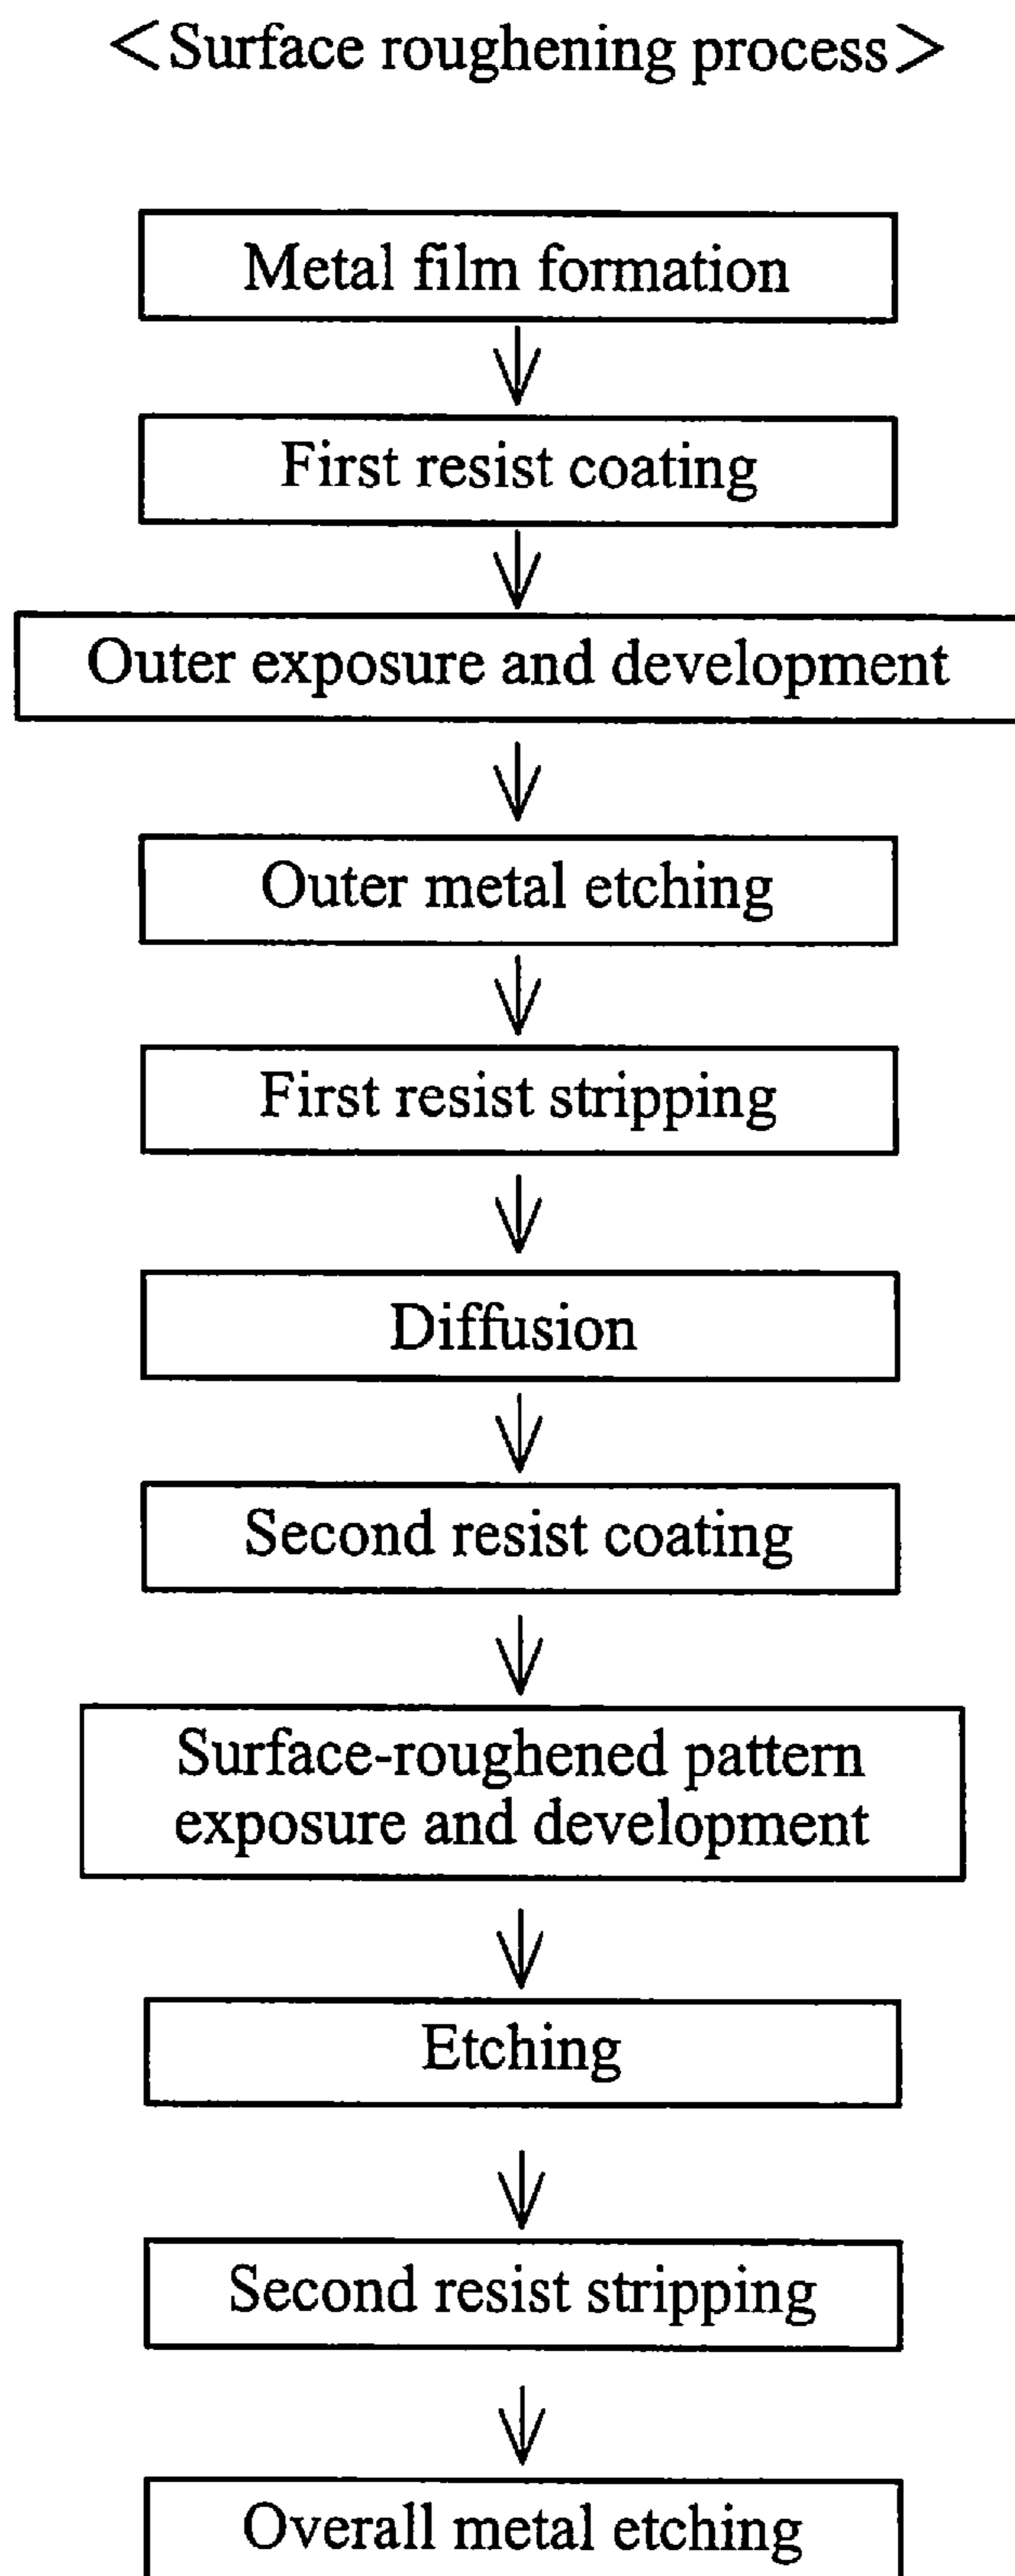 <Surface roughening process>
Metal film formation
First resist coating
Outer exposure and development
Outer metal etching
First resist stripping
Diffusion
Second resist coating
Surface-roughened pattern
exposure and development
Etching
Second resist stripping
Overall metal etching